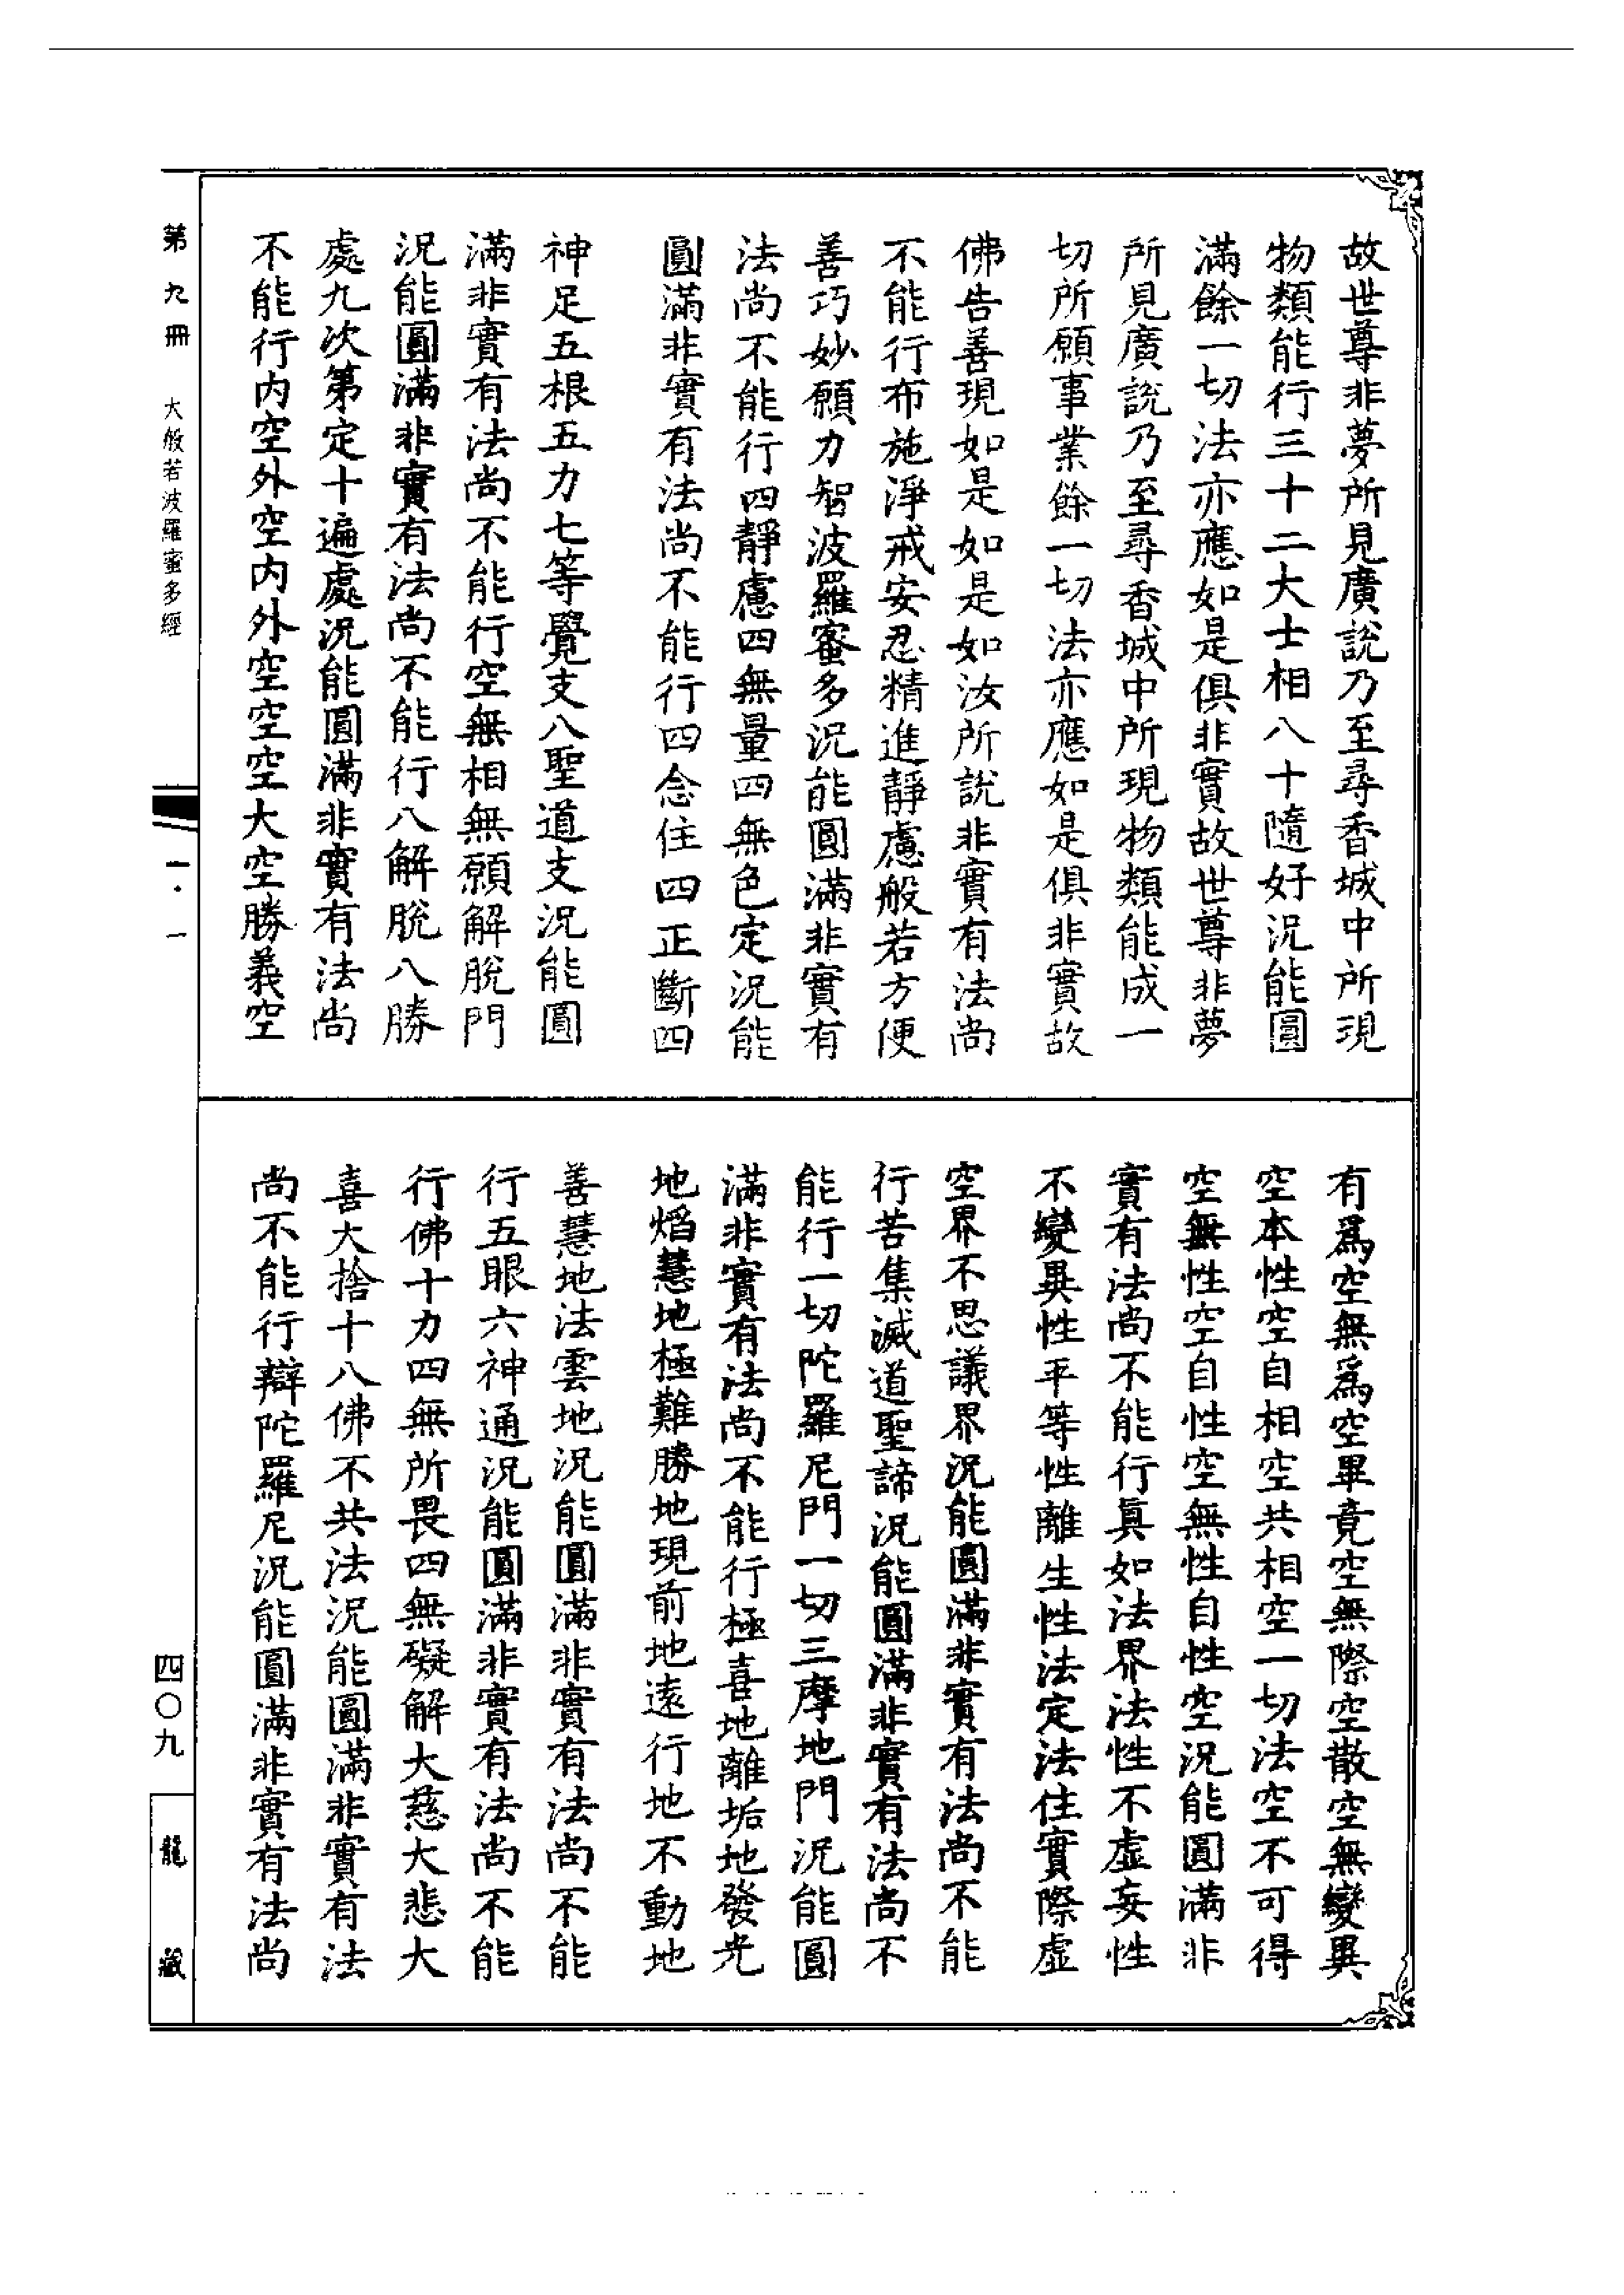 故世尊非夢所見廣說乃至尋香城中所現
物類能行三十二大士相八十隨好況能圓
滿餘一切法亦應如是俱非實故世尊非夢
所見廣說乃至尋香城中所現物類能成一
切所願事業餘一切法亦應如是俱非實故
佛告善現如是如是如汝所說非實有法尚
不能行布施淨戒安忍精進靜慮般若方便
善巧妙願力智波羅蜜多況能圓滿非實有
法尚不能行四靜慮四無量四無色定況能
圓滿非實有法尚不能行四念住四正斷四
神足五根五力七等覺支八聖道支況能圓
滿非實有法尚不能行空無相無願解脫門
況能圓滿非實有法尚不能行八解脫八勝
處九次第定十遍處況能圓滿非實有法尚
不能行內空外空內外空空空大空勝義空
有為空無為空畢竟空無際空散空無變異
空本性空自相空共相空一切法空不可得
空無性空自性空無性自性空況能圓滿非
實有法尚不能行真如法界法性不虛妄性
不變異性平等性離生性法定法住實際虛
空界不思議界況能圓滿非實有法尚不能
行苦集滅道聖諦況能圓滿非實有法尚不
能行一切陀羅尼門一切三摩地門況能圓
滿非實有法尚不能行極喜地離垢地發光
地焰慧地極難勝地現前地遠行地不動地
善慧地法雲地況能圓滿非實有法尚不能
行五眼六神通況能圓滿非實有法尚不能
行佛十力四無所畏四無礙解大慈大悲大
喜大捨十八佛不共法況能圓滿非實有法
尚不能行辯陀羅尼況能圓滿非實有法尚
第九冊 大般若波羅蜜多經
一·一
四〇九
龍藏